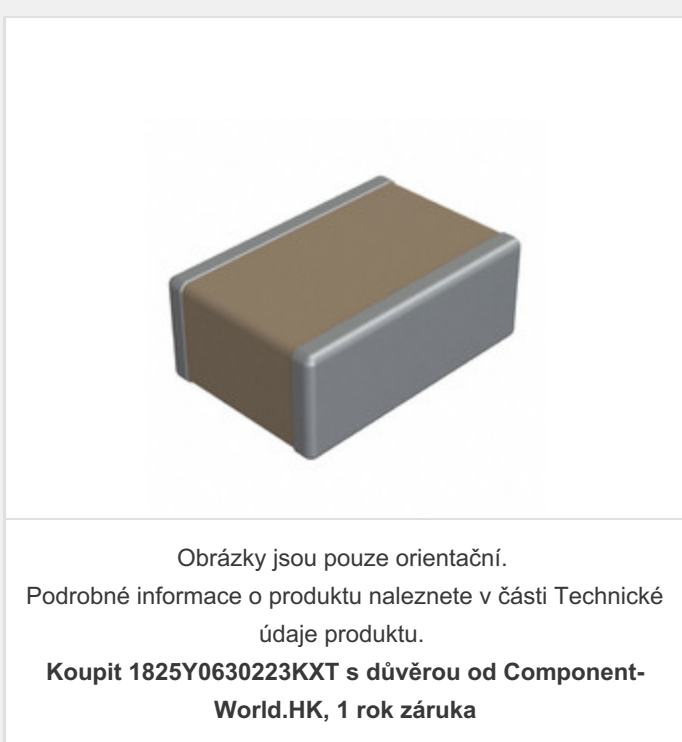 Obrázky jsou pouze orientační.
Podrobné informace o produktu naleznete v části Technické
údaje produktu.
Koupit 1825Y0630223KXT s důvěrou od Component-
World.HK, 1 rok záruka